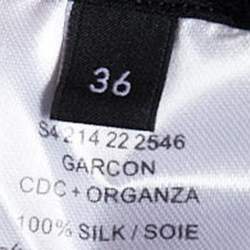 36
S4 214 22 2546
GARCON
CDC + ORGANZA
100% SILK / SOIE